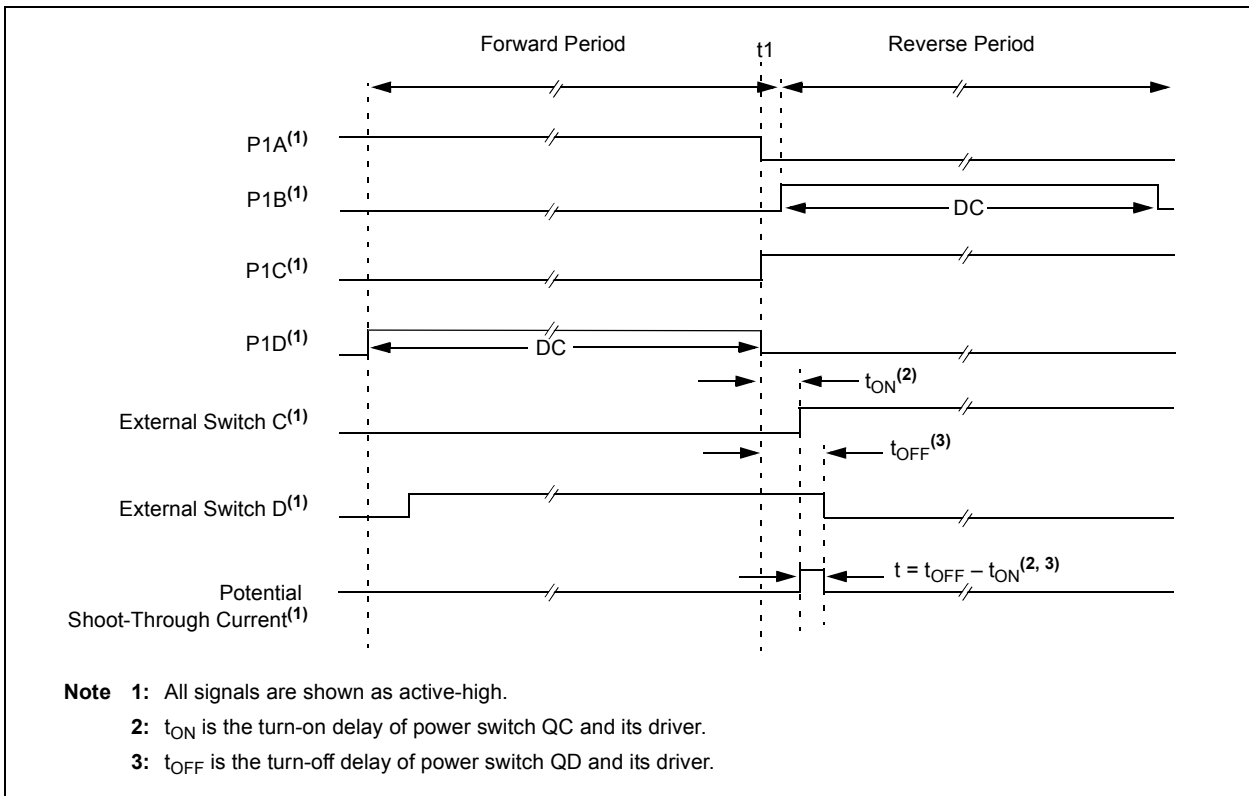 Forward Period
t1
Reverse Period
P1A(1)
P1B(1)
DC
P1C(1)
P1D(1)
DC
tON(2)
External Switch C(1)
tOFF(3)
External Switch D(1)
t = tOFF – tON(2, 3)
Potential
Shoot-Through Current(1)
Note 1: All signals are shown as active-high.
2: tON is the turn-on delay of power switch QC and its driver.
3: tOFF is the turn-off delay of power switch QD and its driver.